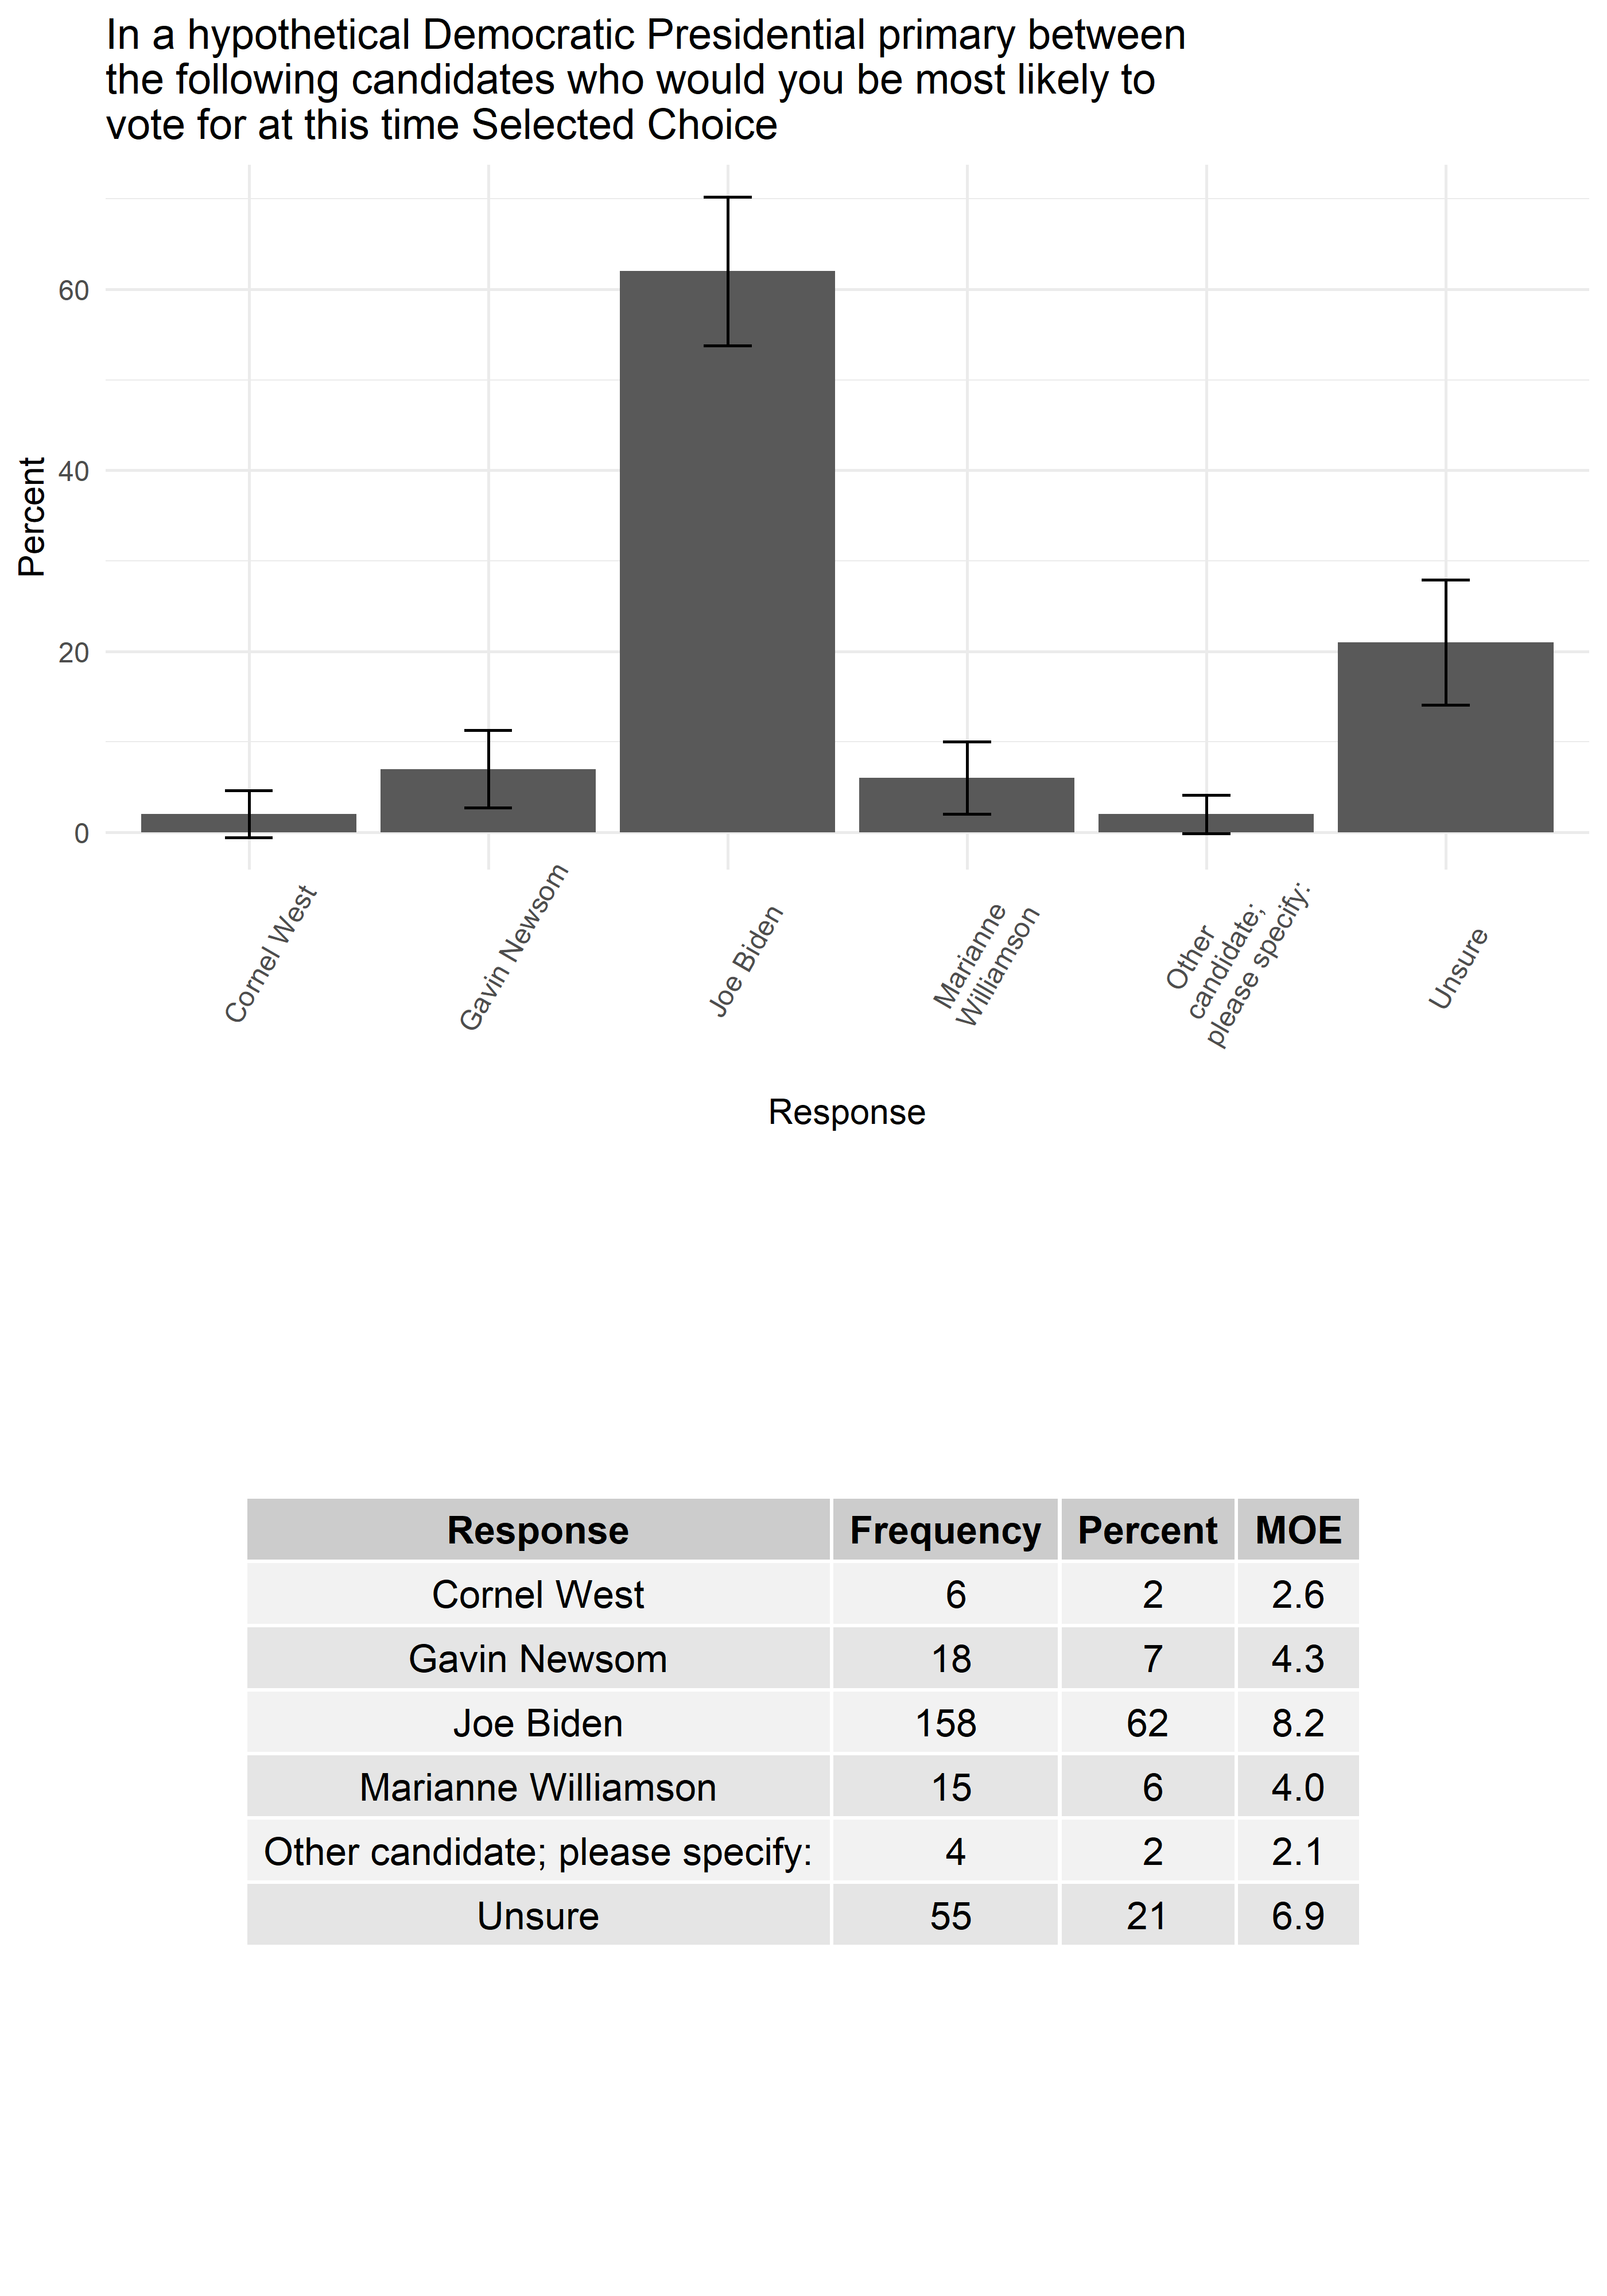 In a hypothetical Democratic Presidential primary between
the following candidates who would you be most likely to
vote for at this time Selected Choice
Percent
60
40
20
0
Cornel West
Gavin Newsom
Joe Biden
Marianne
Williamson
Other
candidate;
please specify:
Unsure
Response
Response Frequency Percent MOE
Cornel West 6 2 2.6
Gavin Newsom 18 7 4.3
Joe Biden 158 62 8.2
Marianne Williamson 15 6 4.0
Other candidate; please specify: 4 2 2.1
Unsure 55 21 6.9